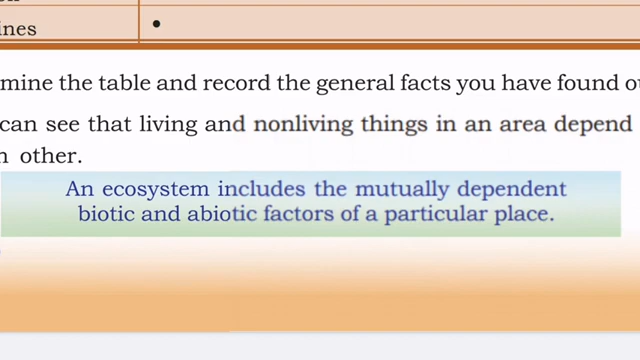 ines
mine the table and record the general facts you have found
can see that living and nonliving things in an area depend
other.
An ecosystem includes the mutually dependent
biotic and abiotic factors of a particular place.